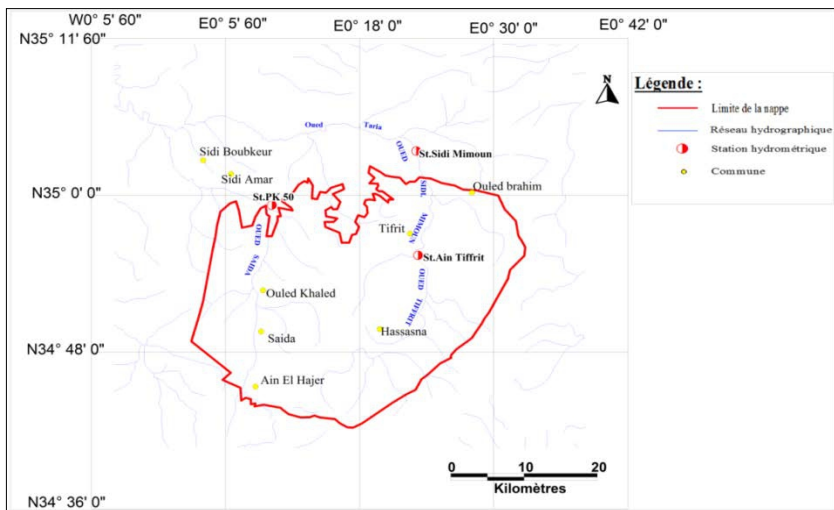 W0° 5' 60" E0° 5' 60" E0° 18' 0" E0° 30' 0" E0° 42' 0"
N35° 11' 60"
N
Légende :
Limite de la nappe
Réseau hydrographique
Station hydrométrique
Commune
Oued Taria
OUED
St.Sidi Mimoun
Sidi Boubkeur
Sidi Amar
N35° 0' 0"
St.PK 50
SIDI
Ouled brahim
Tifrit
MIMOUN
OUED SAIDA
St.Ain Tiffrit
OUED TIFFRIT
Ouled Khaled
Saida
Hassasna
N34° 48' 0"
Ain El Hajer
0 10 20
Kilomètres
N34° 36' 0"